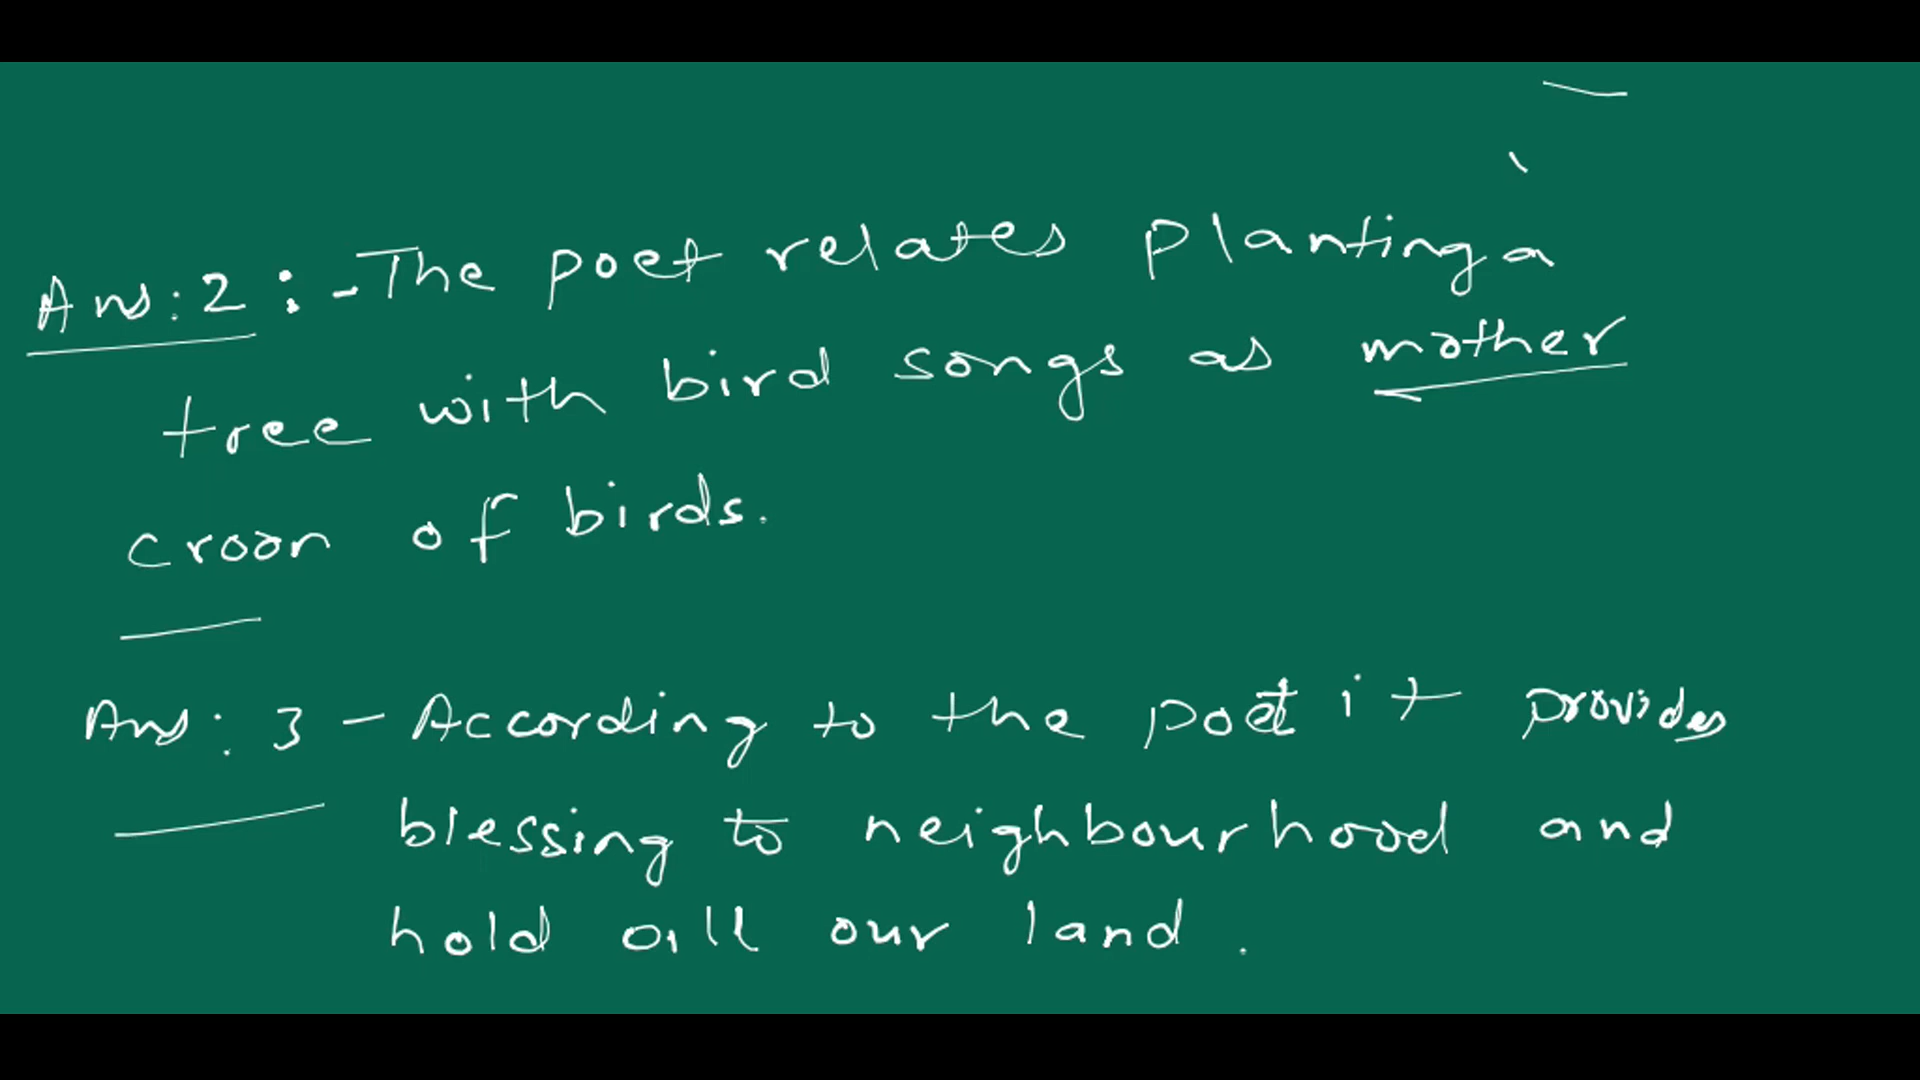 Ans: 2 :- The poet relates planting a
tree with bird songs as mother
croon of birds.
Ans: 3 - According to the poet it provides
blessing to neighbourhood and
hold all our land.